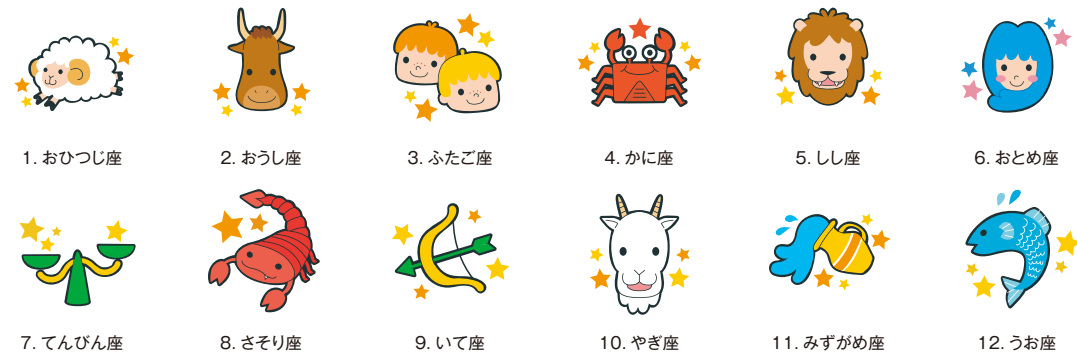 1. おひつじ座
2. おうし座
3. ふたご座
4. かに座
5. しし座
6. おとめ座
7. てんびん座
8. さそり座
9. いて座
10. やぎ座
11. みずがめ座
12. うお座